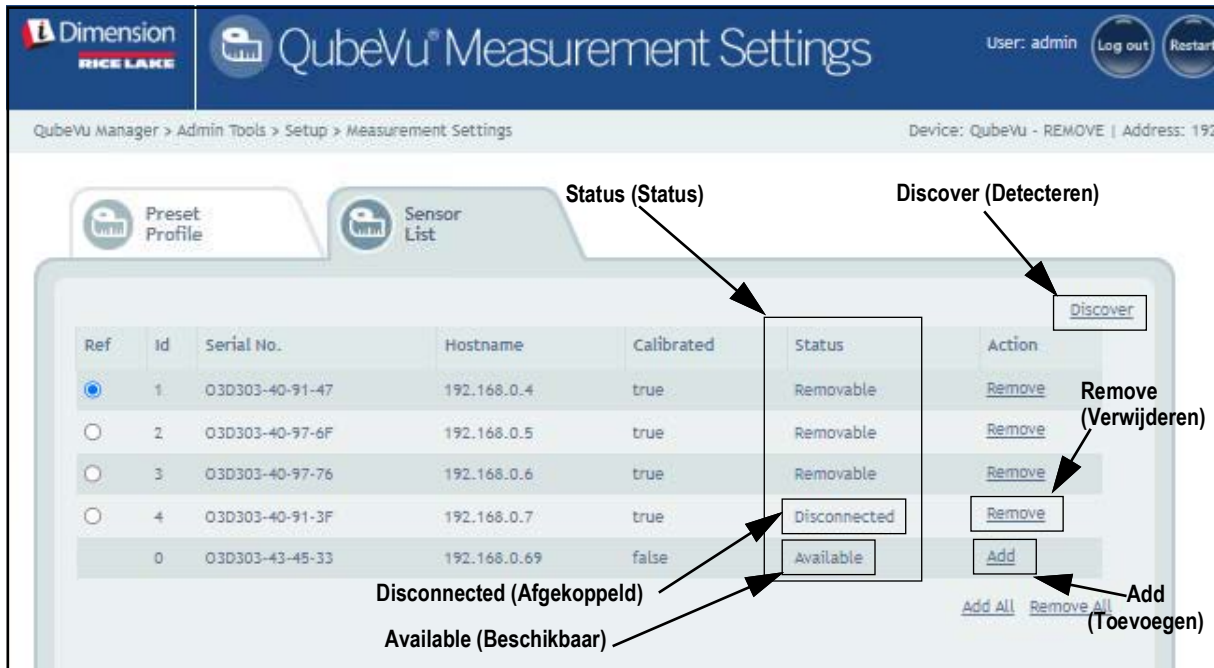 Dimension
RICE LAKE
QubeVu® Measurement Settings
User: admin
Log out
Restart
QubeVu Manager > Admin Tools > Setup > Measurement Settings
Device: QubeVu - REMOVE | Address: 192
Preset
Profile
Sensor
List
Status (Status)
Discover (Detecteren)
Discover
Ref Id Serial No. Hostname Calibrated Status Action
1 O3D303-40-91-47 192.168.0.4 true Removable Remove
2 O3D303-40-97-6F 192.168.0.5 true Removable Remove
3 O3D303-40-97-76 192.168.0.6 true Removable Remove
4 O3D303-40-91-3F 192.168.0.7 true Disconnected Remove
0 O3D303-43-45-33 192.168.0.69 false Available Add
Remove
(Verwijderen)
Disconnected (Afgekoppeld)
Available (Beschikbaar)
Add All Remove All
Add
(Toevoegen)